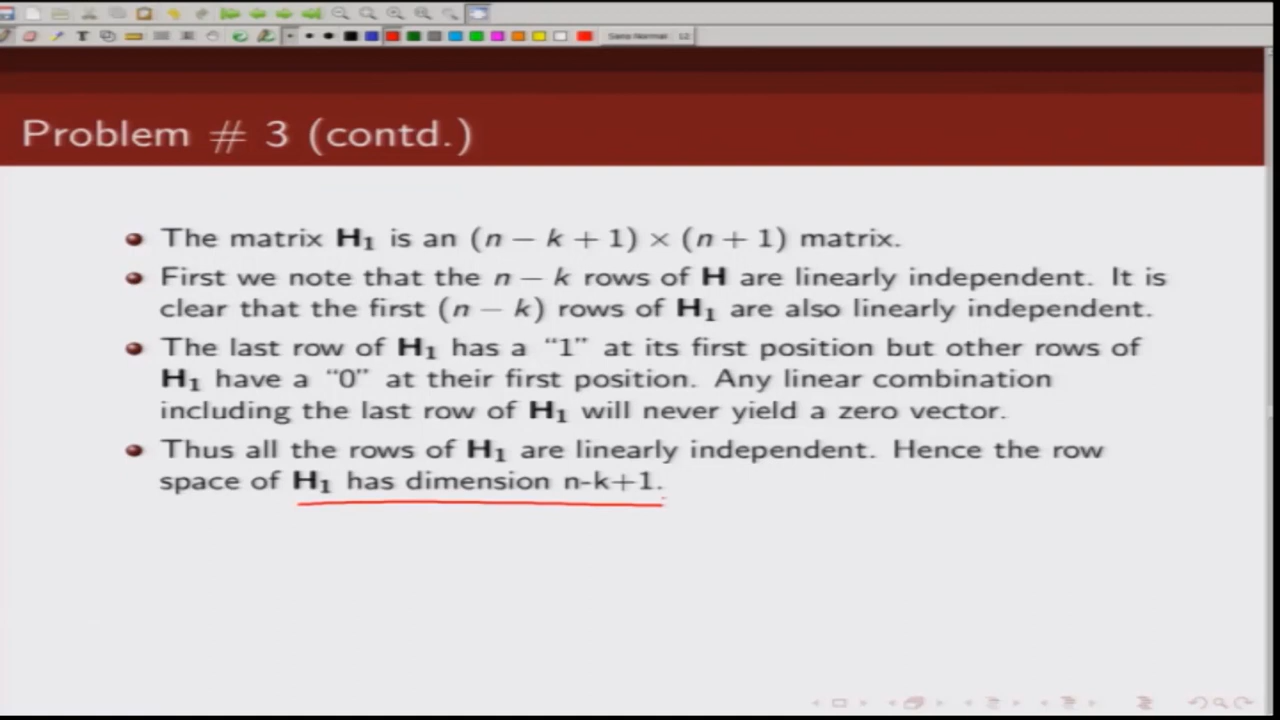 T
Sans Normal 12
Problem # 3 (contd.)
The matrix H₁ is an (n − k + 1) × (n + 1) matrix.
First we note that the n − k rows of H are linearly independent. It is
clear that the first (n − k) rows of H₁ are also linearly independent.
The last row of H₁ has a “1” at its first position but other rows of
H₁ have a “0” at their first position. Any linear combination
including the last row of H₁ will never yield a zero vector.
Thus all the rows of H₁ are linearly independent. Hence the row
space of H₁ has dimension n-k+1.